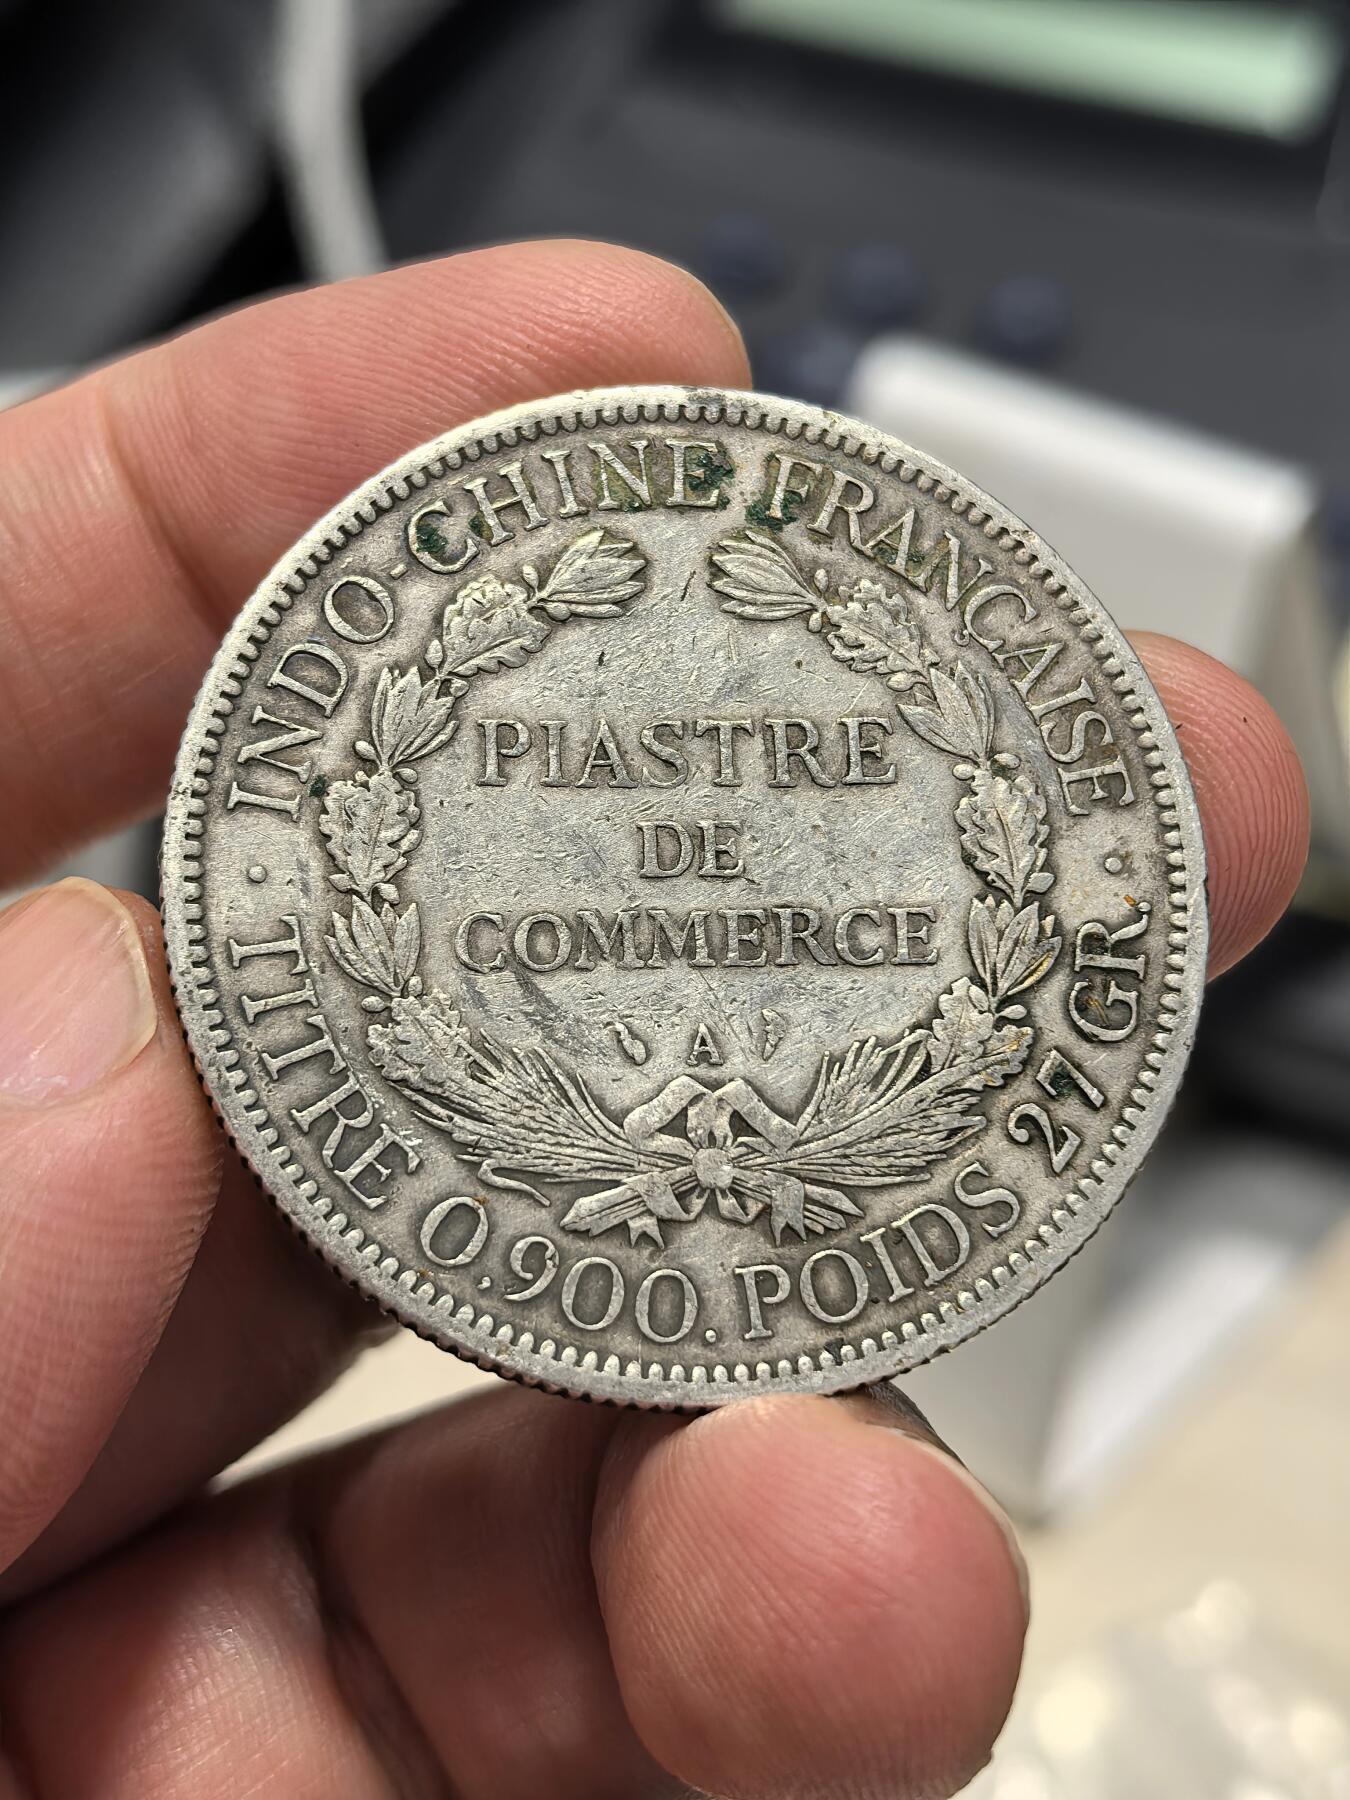 · INDO-CHINE FRANÇAISE ·
PIASTRE
DE
COMMERCE
A
TITRE 0,900. POIDS 27 GR.